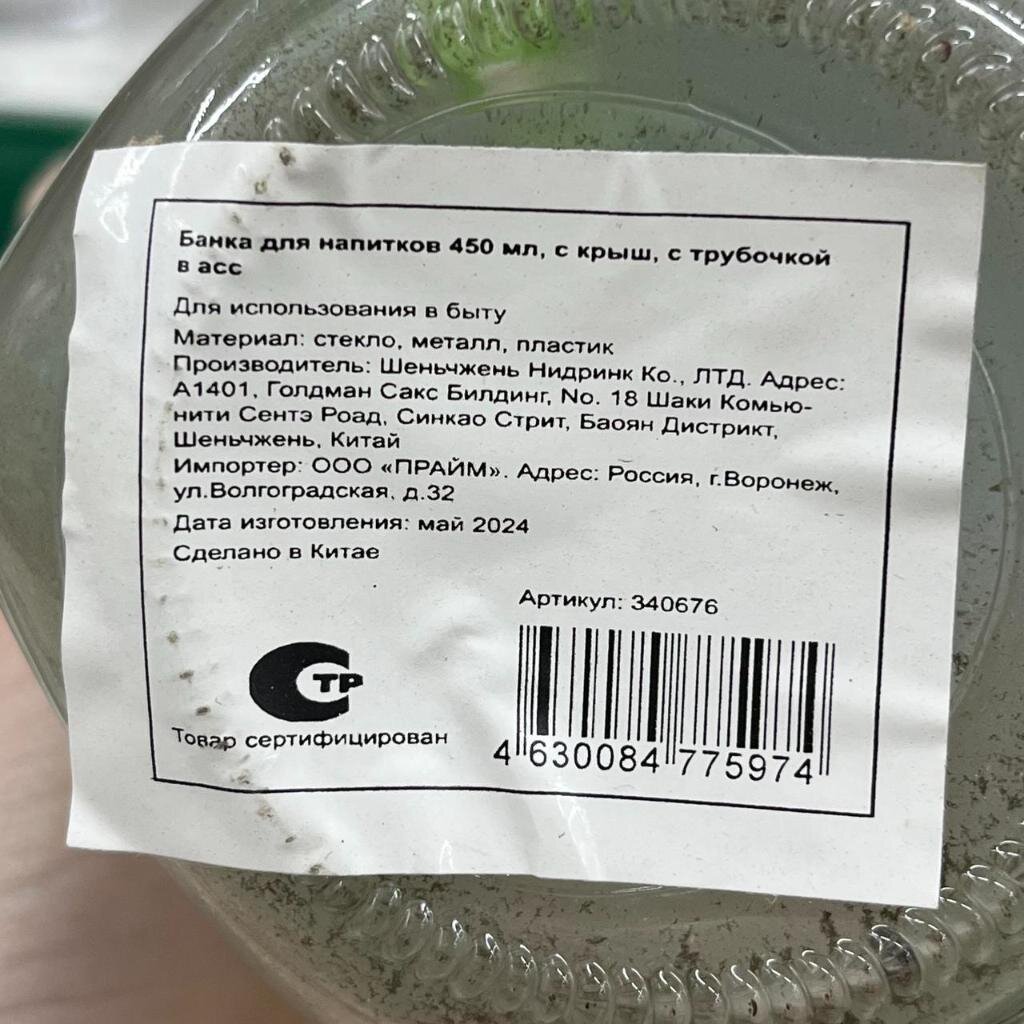 Банка для напитков 450 мл, с крыш, с трубочкой
в асс
Для использования в быту
Материал: стекло, металл, пластик
Производитель: Шеньчжень Нидринк Ко., ЛТД. Адрес:
А1401, Голдман Сакс Билдинг, No. 18 Шаки Комью-
нити Сентэ Роад, Синкао Стрит, Баоян Дистрикт,
Шеньчжень, Китай
Импортер: ООО «ПРАЙМ». Адрес: Россия, г.Воронеж,
ул.Волгоградская, д.32
Дата изготовления: май 2024
Сделано в Китае
Артикул: 340676
СТР
Товар сертифицирован
4 630084 775974